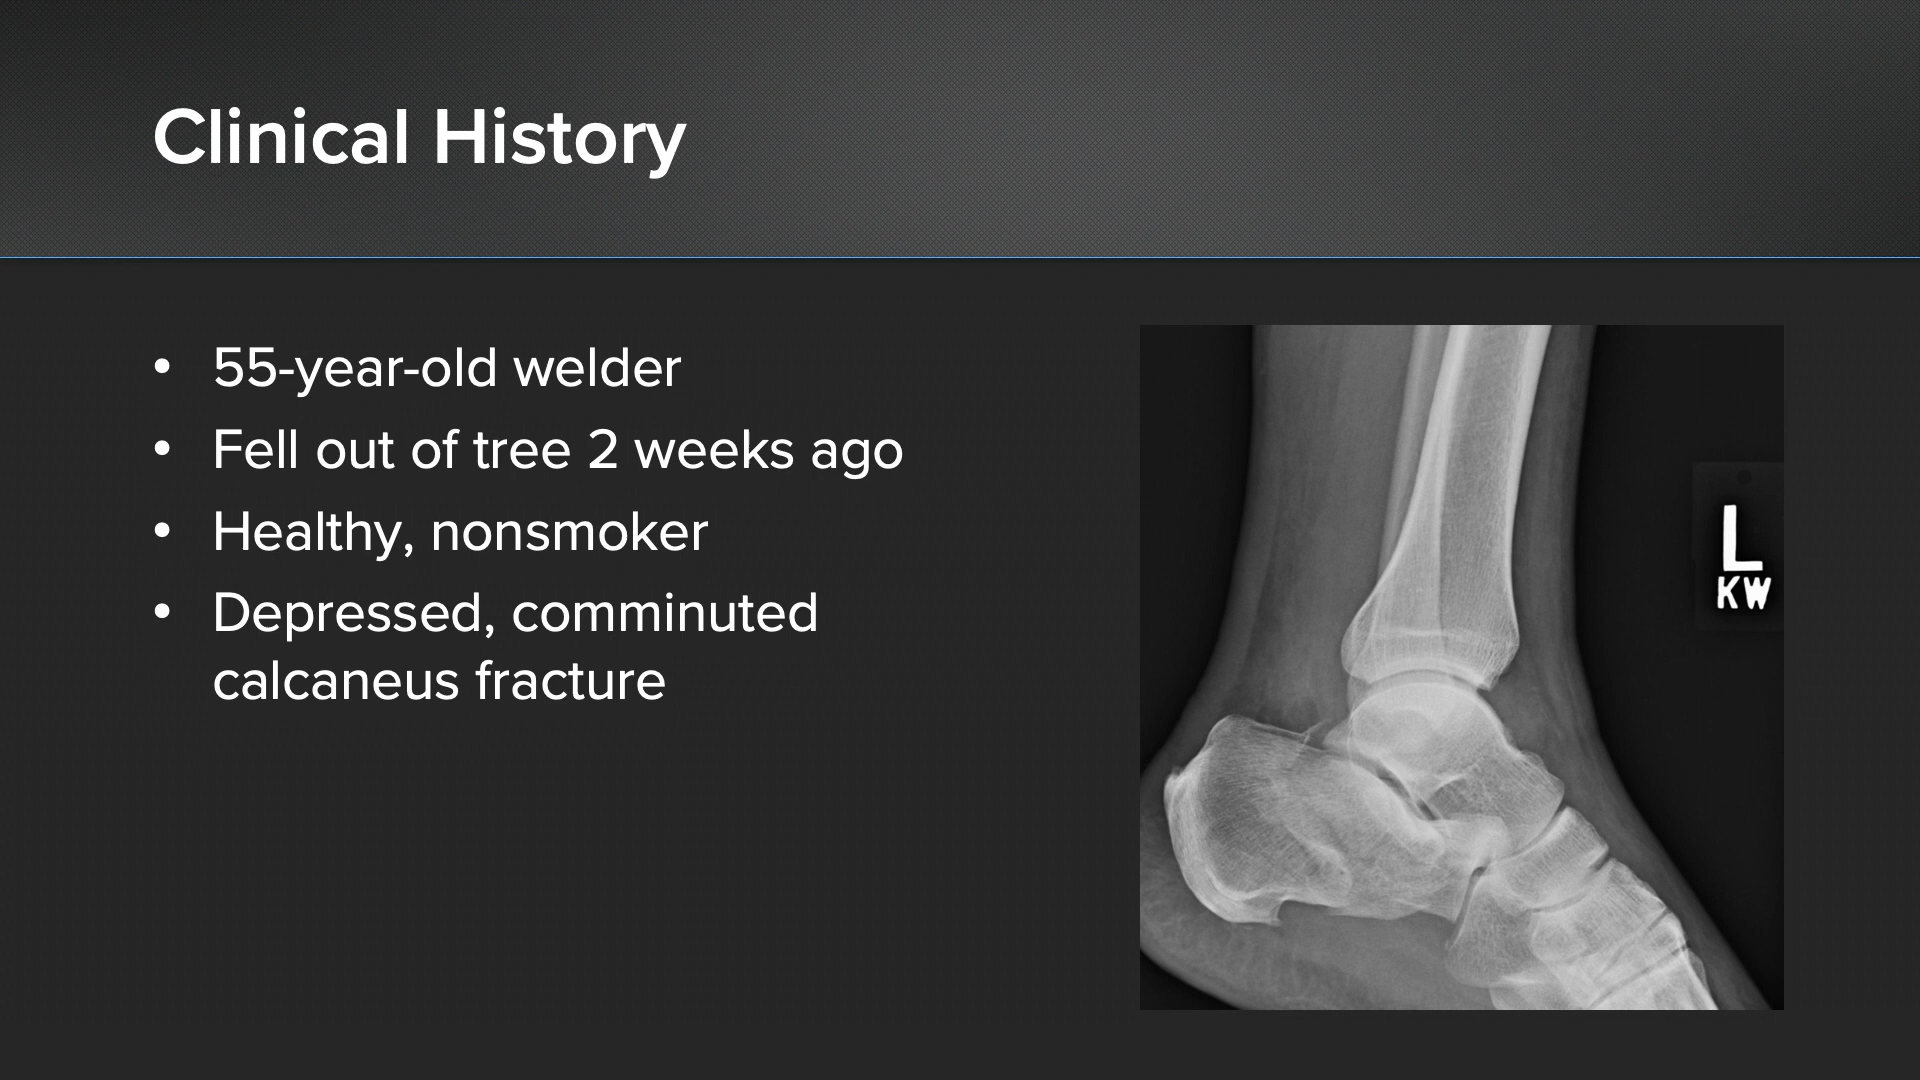 Clinical History
• 55-year-old welder
• Fell out of tree 2 weeks ago
• Healthy, nonsmoker
• Depressed, comminuted
calcaneus fracture
L
KW